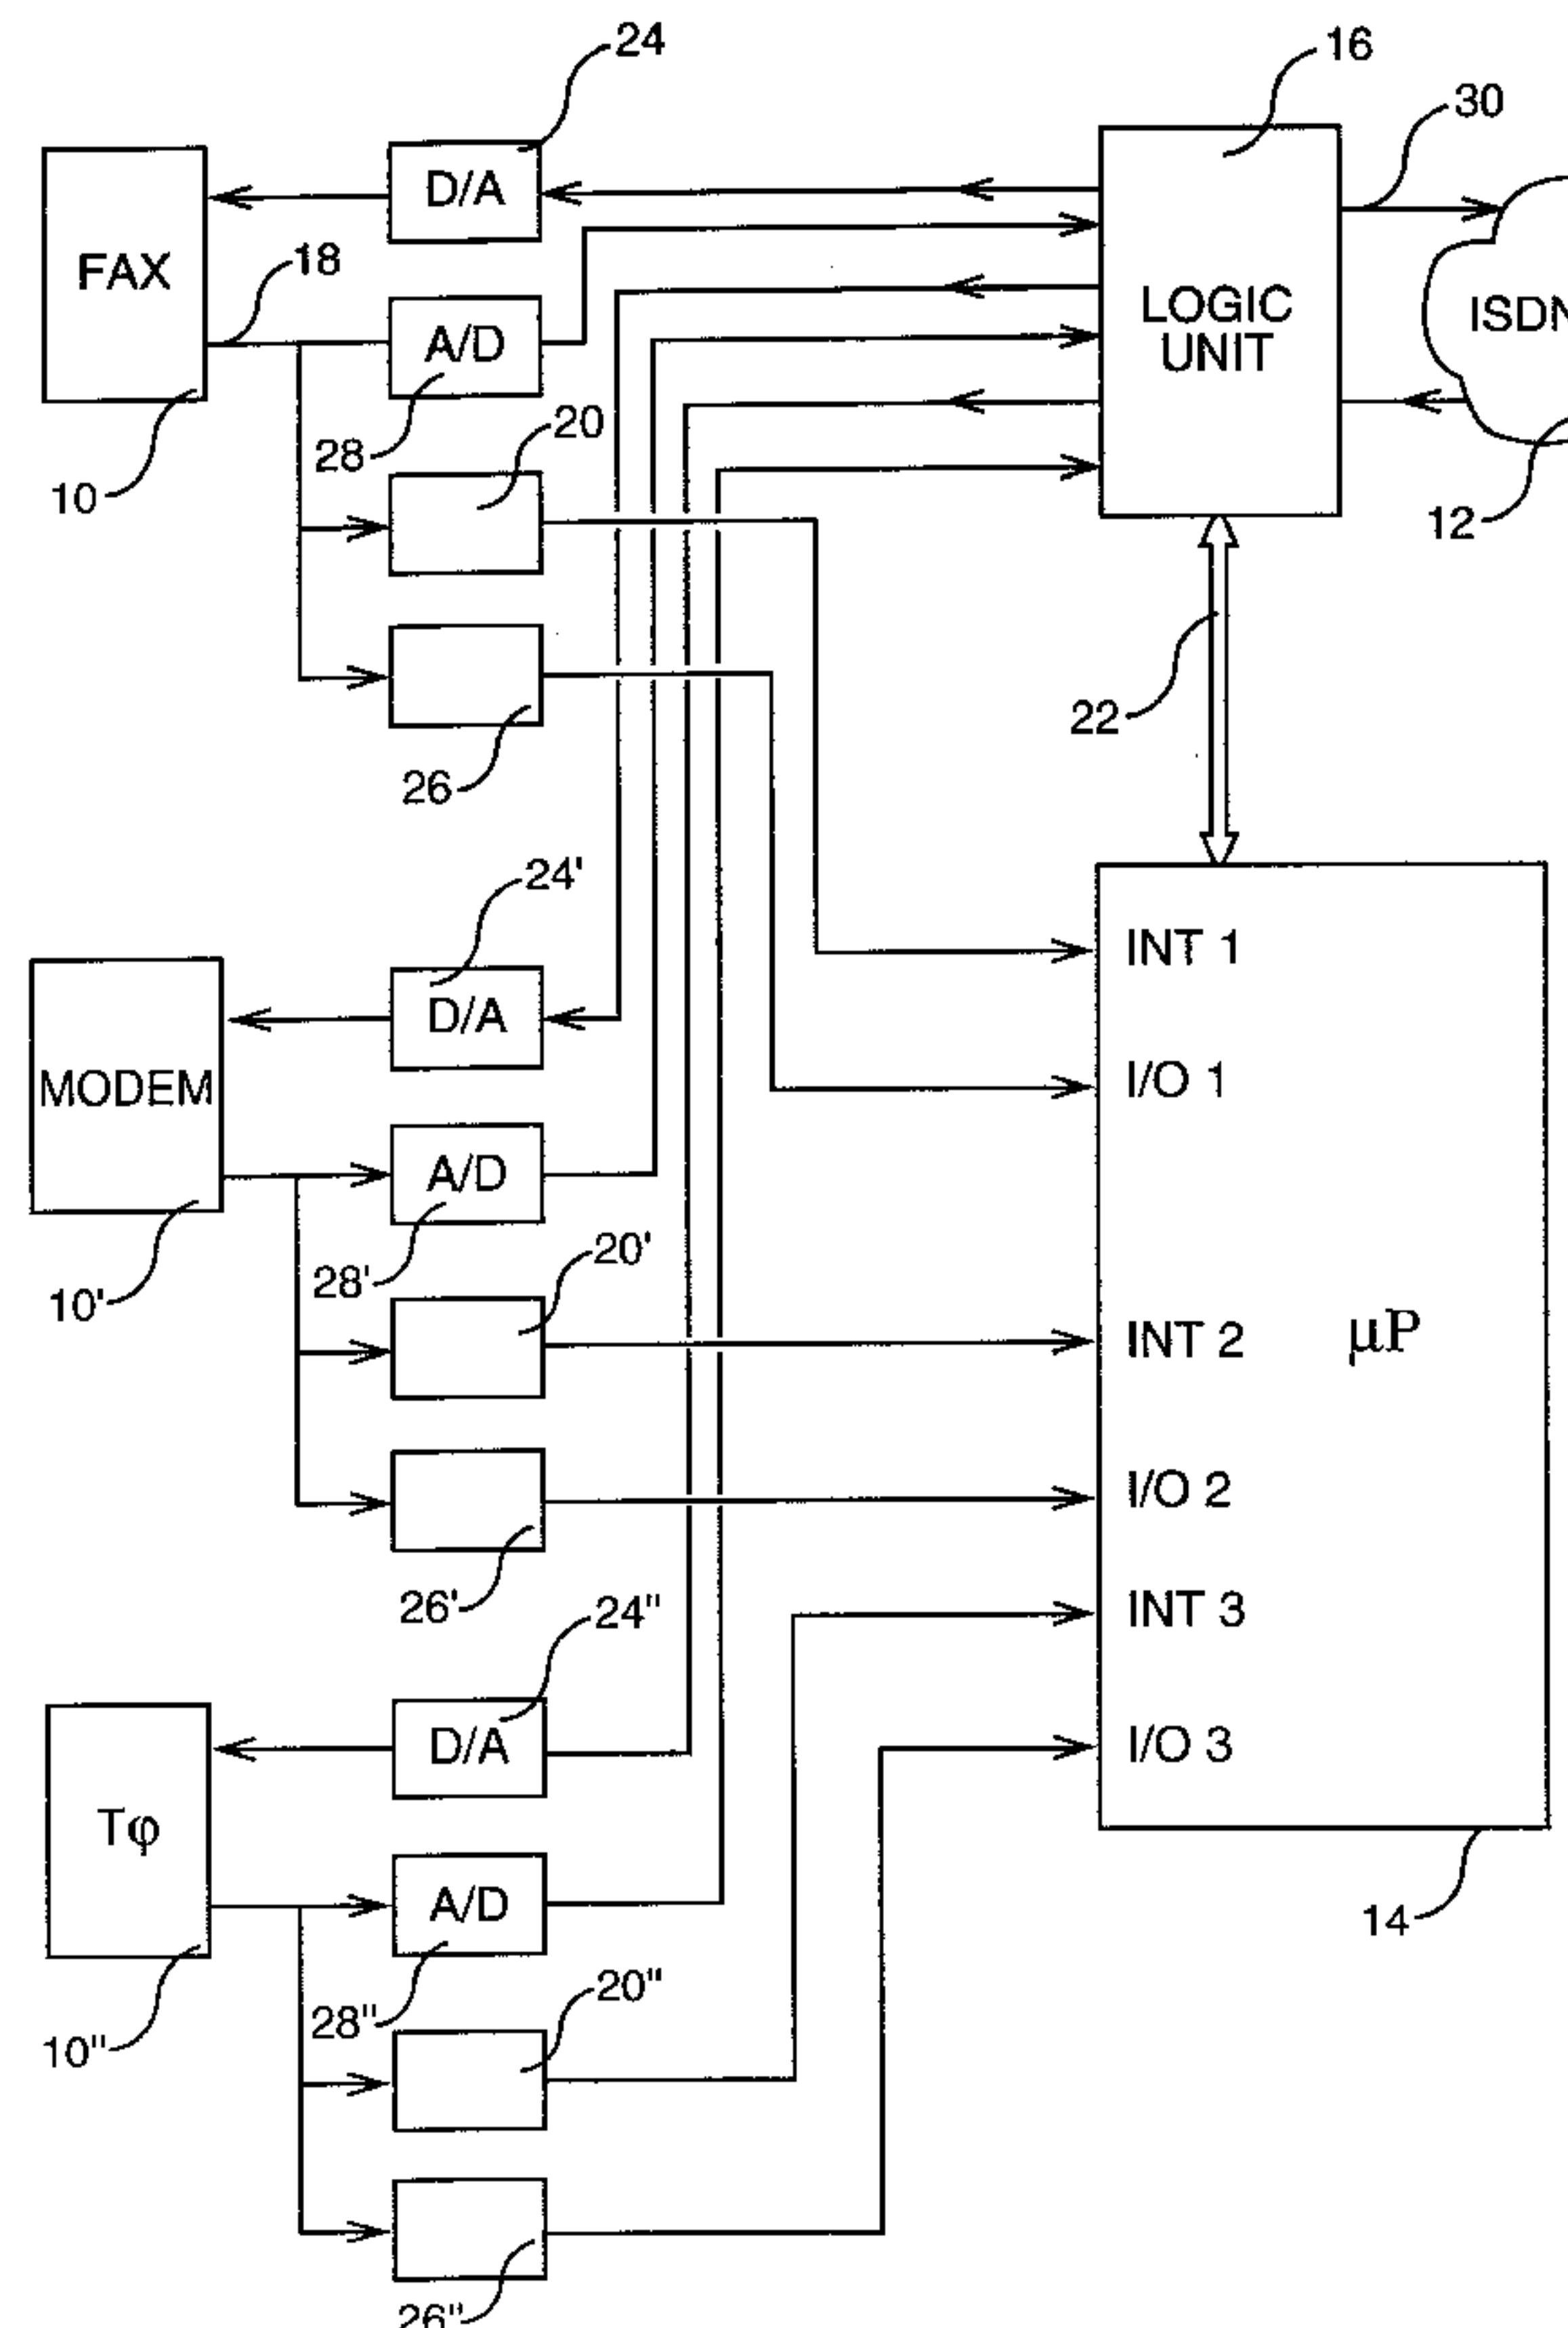 24
16
30
D/A
FAX
18
LOGIC
UNIT
ISDN
A/D
28
20
10
12
26
22
24'
INT 1
D/A
MODEM
I/O 1
A/D
20'
28'
10'
INT 2
µP
I/O 2
26'
24"
INT 3
D/A
I/O 3
Tφ
A/D
14
20"
28"
10"
26"